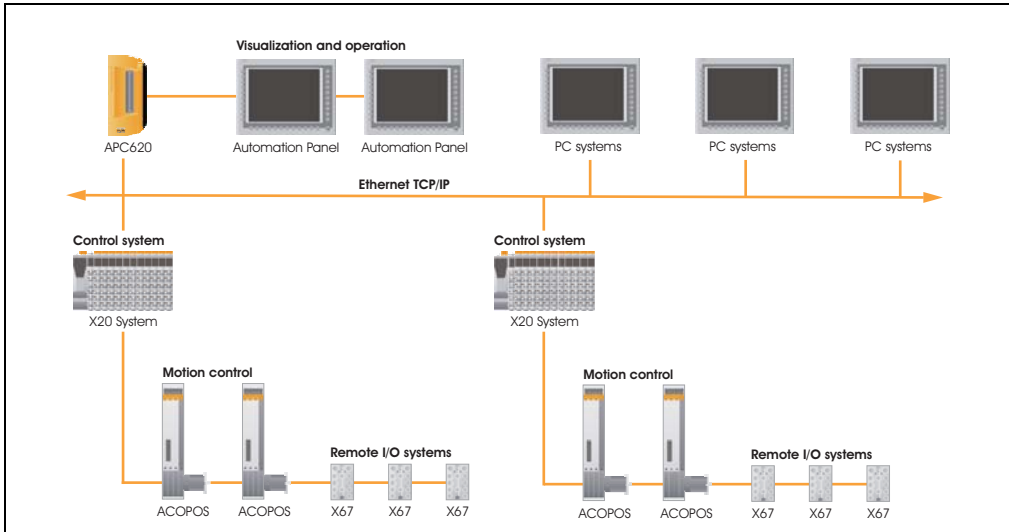 Visualization and operation
APC620
Automation Panel
Automation Panel
PC systems
PC systems
PC systems
Ethernet TCP/IP
Control system
X20 System
Control system
X20 System
Motion control
Remote I/O systems
ACOPOS
ACOPOS
X67
X67
X67
Motion control
Remote I/O systems
ACOPOS
ACOPOS
X67
X67
X67